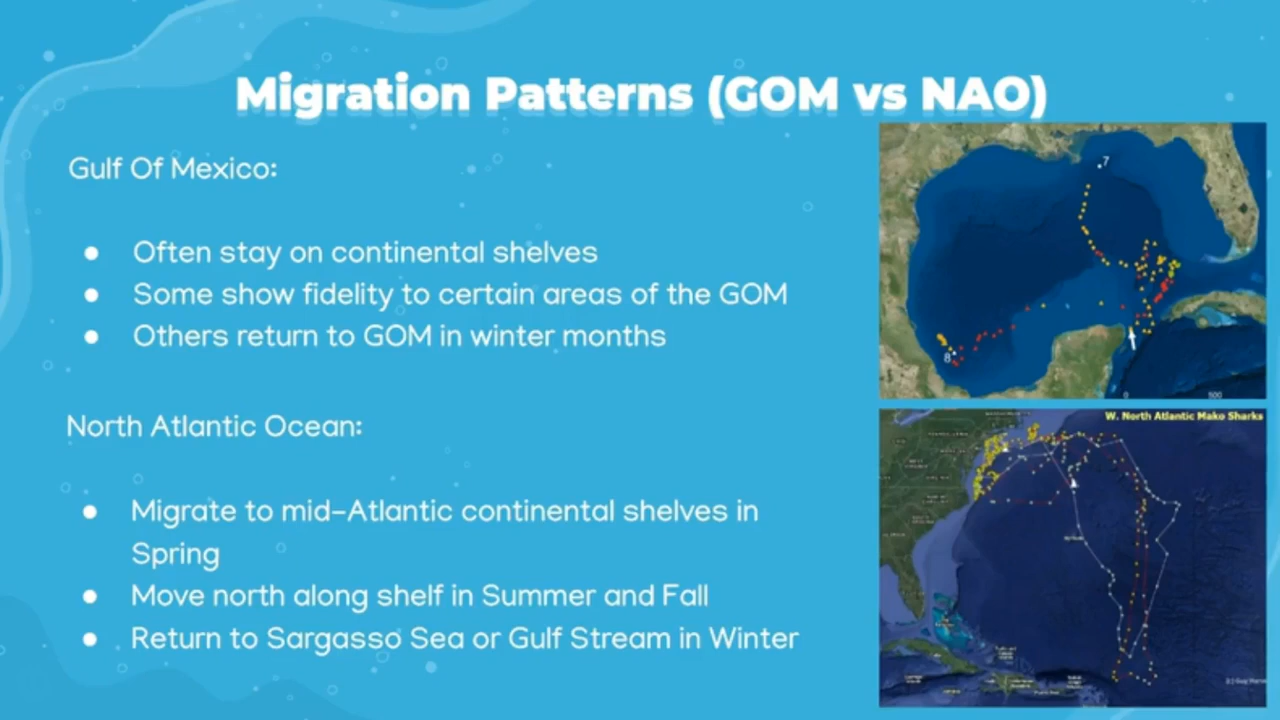 Migration Patterns (GOM vs NAO)
Gulf Of Mexico:
● Often stay on continental shelves
● Some show fidelity to certain areas of the GOM
● Others return to GOM in winter months
North Atlantic Ocean:
● Migrate to mid-Atlantic continental shelves in
Spring
● Move north along shelf in Summer and Fall
● Return to Sargasso Sea or Gulf Stream in Winter
7
8
0 500
W. North Atlantic Mako Sharks